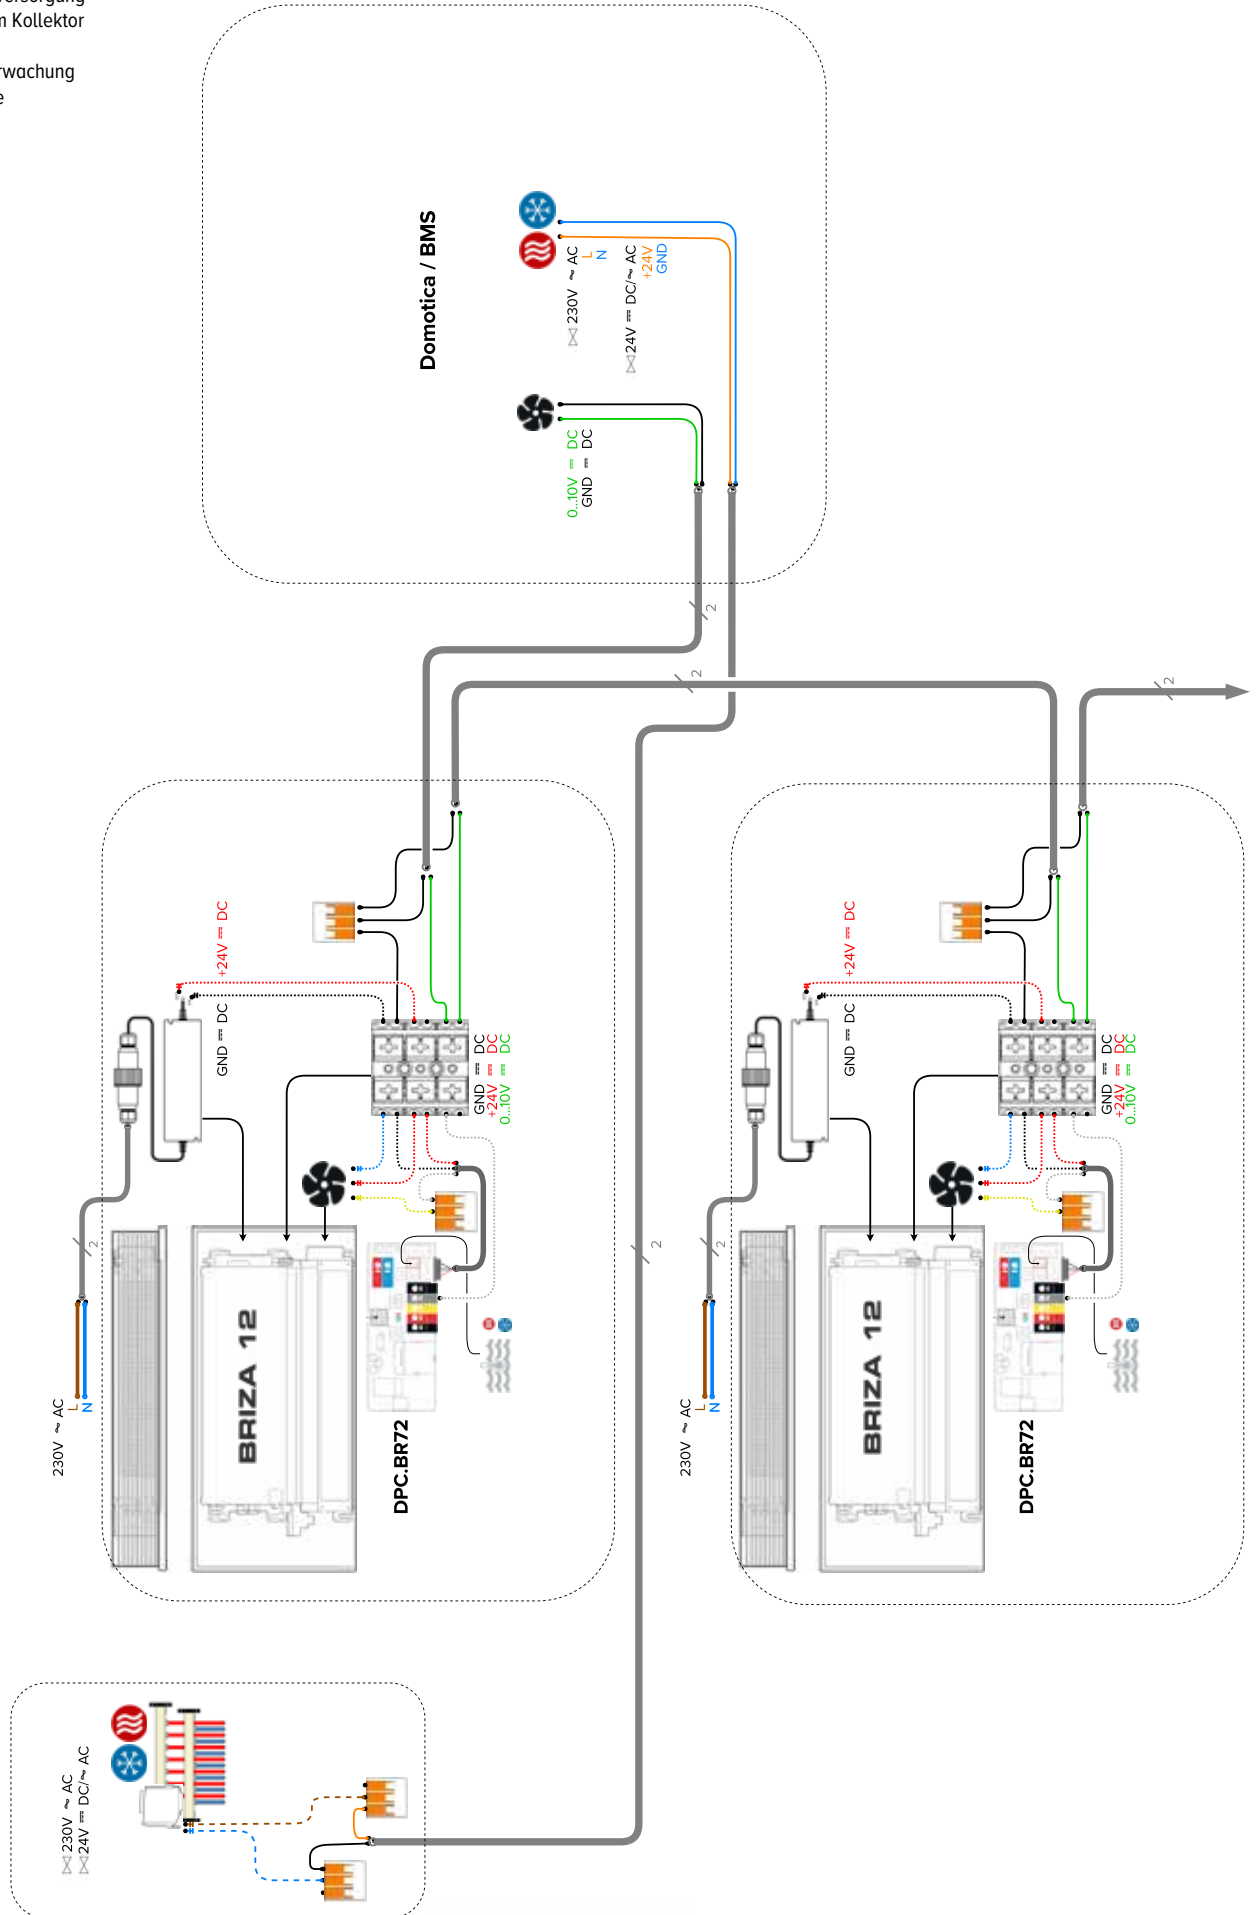 ersorgung
n Kollektor
rwachung
e
Domotica / BMS
230V ~ AC
L
N
24V ⎓ DC/~ AC
+24V
GND
0...10V ⎓ DC
GND ⎓ DC
2
2
2
+24V ⎓ DC
GND ⎓ DC
GND ⎓ DC
+24V ⎓ DC
0...10V ⎓ DC
2
230V ~ AC
L
N
BRIZA 12
DPC.BR72
2
+24V ⎓ DC
GND ⎓ DC
GND ⎓ DC
+24V ⎓ DC
0...10V ⎓ DC
2
230V ~ AC
L
N
BRIZA 12
DPC.BR72
230V ~ AC
24V ⎓ DC/~ AC